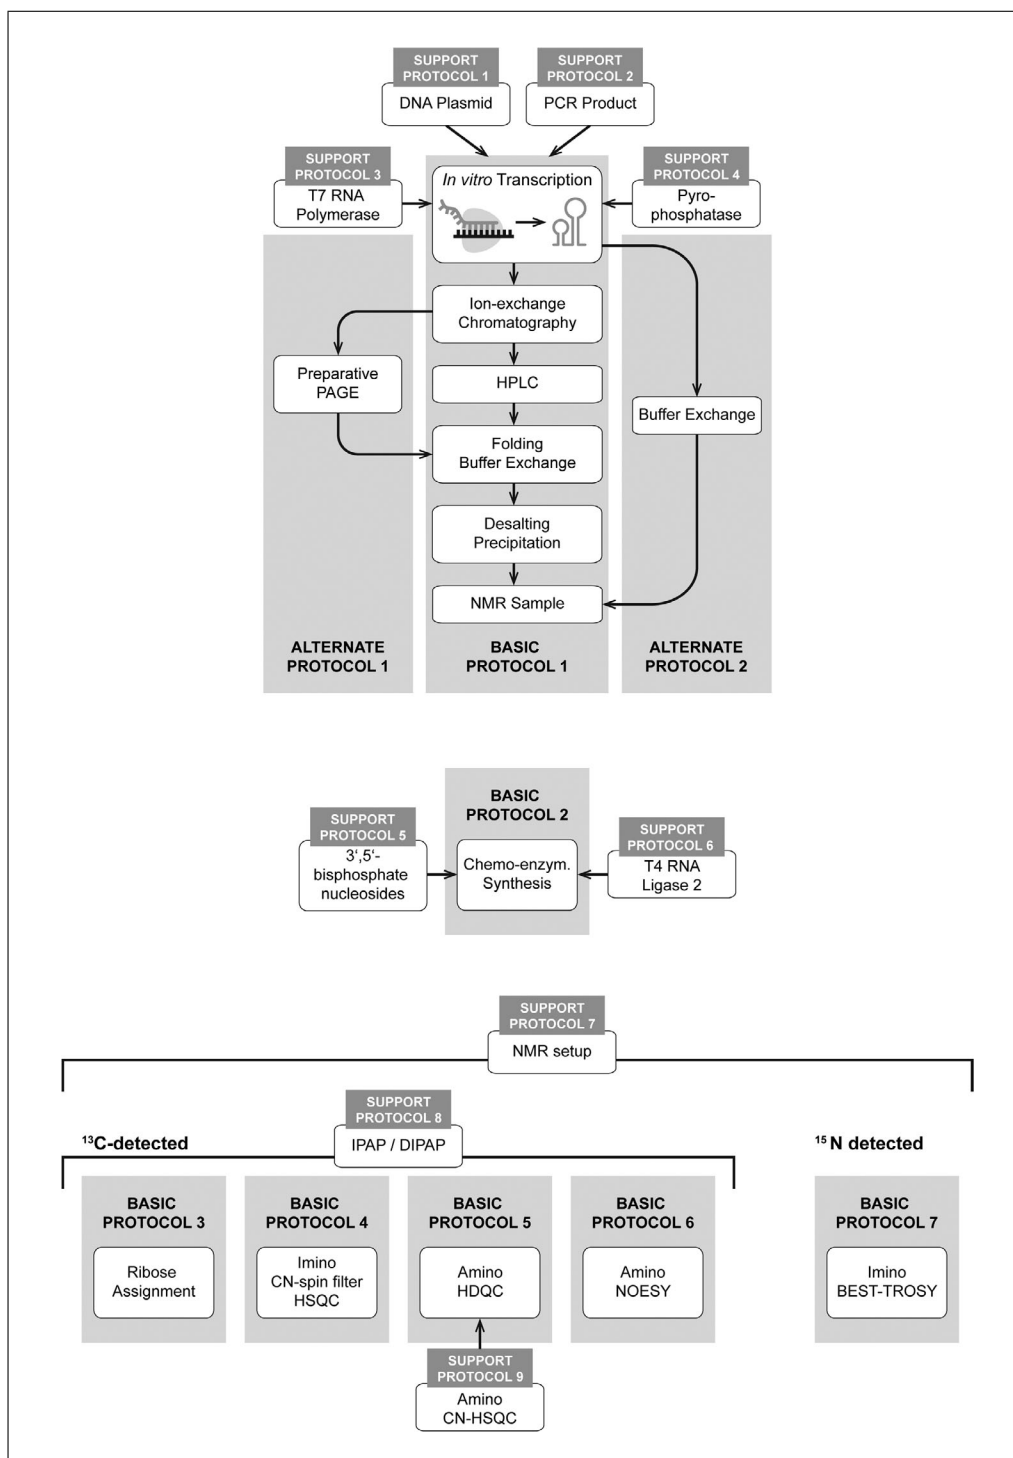 SUPPORT
PROTOCOL 1
DNA Plasmid
SUPPORT
PROTOCOL 2
PCR Product
SUPPORT
PROTOCOL 3
T7 RNA
Polymerase
In vitro Transcription
SUPPORT
PROTOCOL 4
Pyro-
phosphatase
Ion-exchange
Chromatography
Preparative
PAGE
HPLC
Buffer Exchange
Folding
Buffer Exchange
Desalting
Precipitation
NMR Sample
ALTERNATE
PROTOCOL 1
BASIC
PROTOCOL 1
ALTERNATE
PROTOCOL 2
BASIC
PROTOCOL 2
SUPPORT
PROTOCOL 5
3‘,5‘-
bisphosphate
nucleosides
Chemo-enzym.
Synthesis
SUPPORT
PROTOCOL 6
T4 RNA
Ligase 2
SUPPORT
PROTOCOL 7
NMR setup
SUPPORT
PROTOCOL 8
IPAP / DIPAP
¹³C-detected
¹⁵N detected
BASIC
PROTOCOL 3
Ribose
Assignment
BASIC
PROTOCOL 4
Imino
CN-spin filter
HSQC
BASIC
PROTOCOL 5
Amino
HDQC
BASIC
PROTOCOL 6
Amino
NOESY
BASIC
PROTOCOL 7
Imino
BEST-TROSY
SUPPORT
PROTOCOL 9
Amino
CN-HSQC